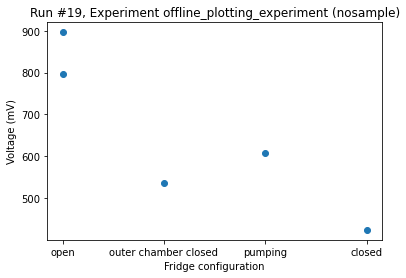 Run #19, Experiment offline_plotting_experiment (nosample)
900
800
700
600
500
Voltage (mV)
open
outer chamber closed
pumping
closed
Fridge configuration